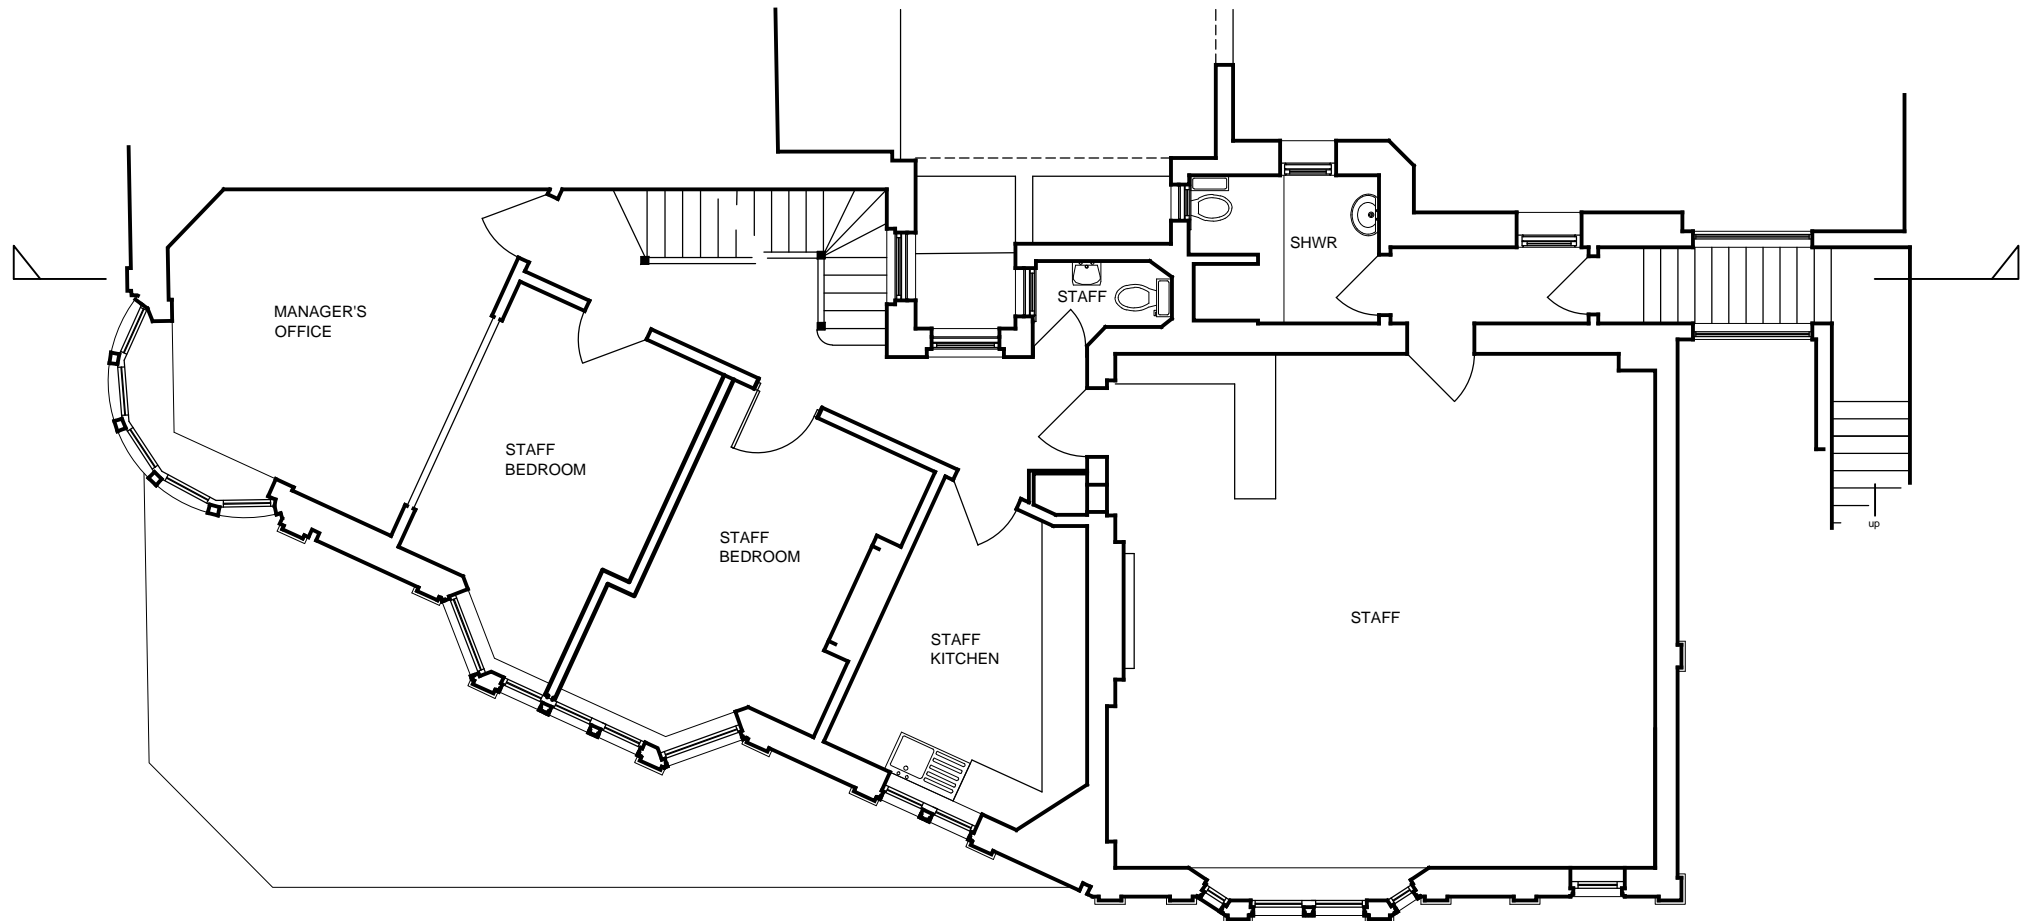 SHWR
STAFF
MANAGER'S
OFFICE
STAFF
BEDROOM
STAFF
BEDROOM
STAFF
KITCHEN
STAFF
up